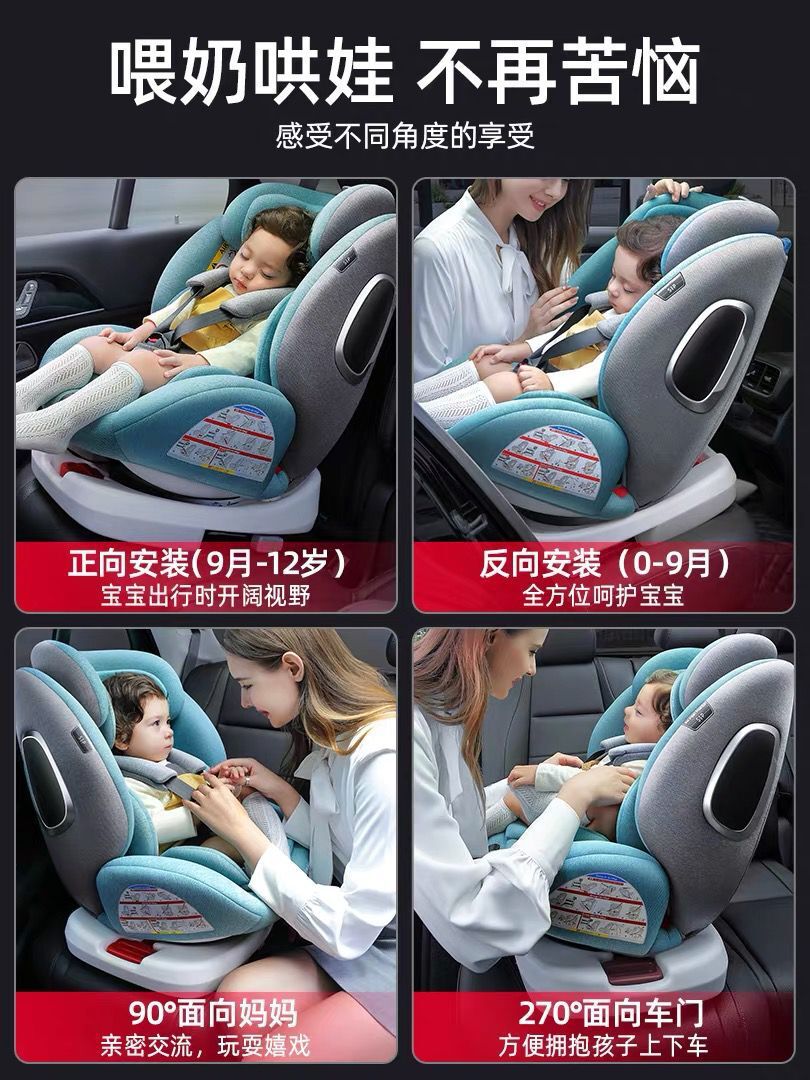 喂奶哄娃 不再苦恼
感受不同角度的享受
SIP
SIP
正向安装(9月-12岁)
宝宝出行时开阔视野
反向安装（0-9月）
全方位呵护宝宝
SIP
SIP
90°面向妈妈
亲密交流，玩耍嬉戏
270°面向车门
方便拥抱孩子上下车